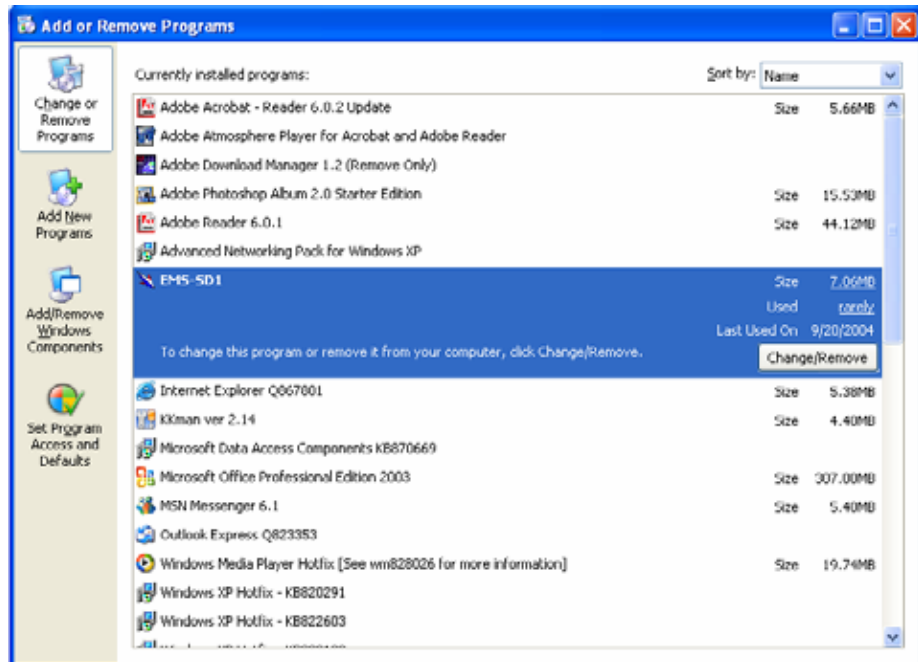 Add or Remove Programs
Change or
Remove
Programs
Add New
Programs
Add/Remove
Windows
Components
Set Program
Access and
Defaults
Currently installed programs:
Sort by: Name
Adobe Acrobat - Reader 6.0.2 Update Size 5.66MB
Adobe Atmosphere Player for Acrobat and Adobe Reader
Adobe Download Manager 1.2 (Remove Only)
Adobe Photoshop Album 2.0 Starter Edition Size 15.53MB
Adobe Reader 6.0.1 Size 44.12MB
Advanced Networking Pack for Windows XP
EMS-SD1 Size 7.06MB
Used rarely
Last Used On 9/20/2004
To change this program or remove it from your computer, click Change/Remove.
Change/Remove
Internet Explorer Q867801 Size 5.38MB
KKman ver 2.14 Size 4.40MB
Microsoft Data Access Components KB870669
Microsoft Office Professional Edition 2003 Size 307.00MB
MSN Messenger 6.1 Size 5.40MB
Outlook Express Q823353
Windows Media Player Hotfix [See wm828026 for more information] Size 19.74MB
Windows XP Hotfix - KB820291
Windows XP Hotfix - KB822603